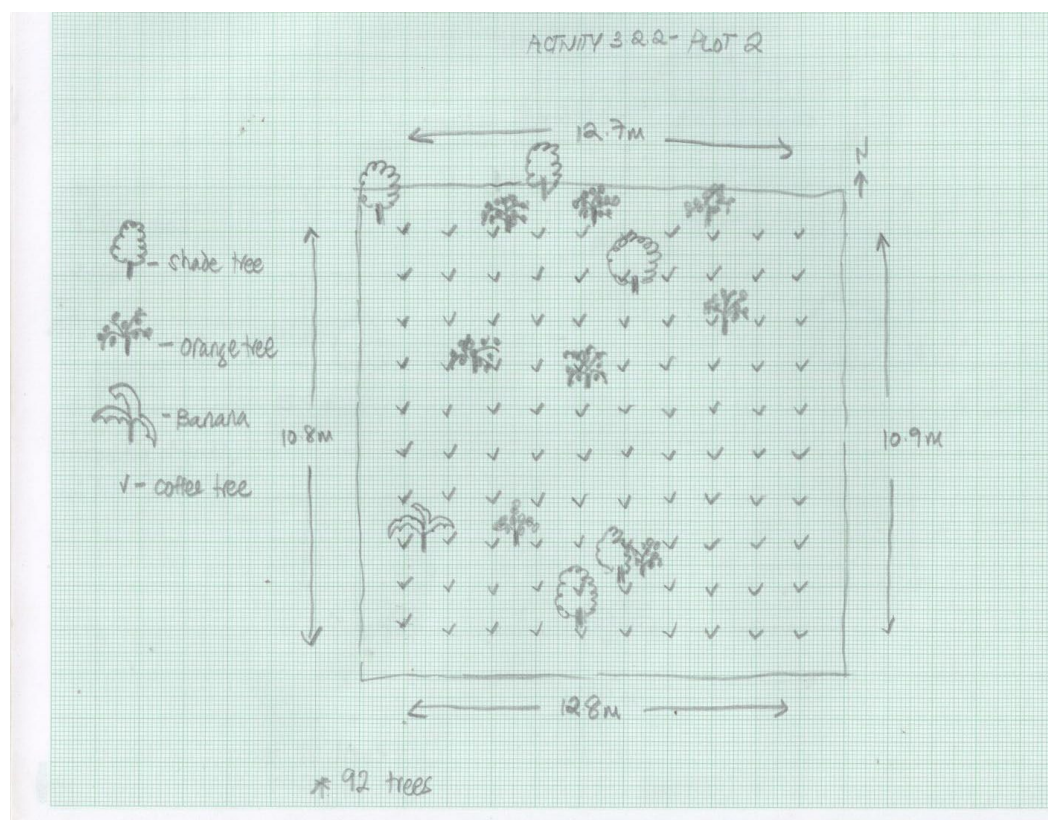 ACTIVITY 3 2.2 - PLOT 2
12.7m
N
- shade tree
- orange tree
- Banana
10.8m
10.9m
√ - coffee tree
12.8m
* 92 trees